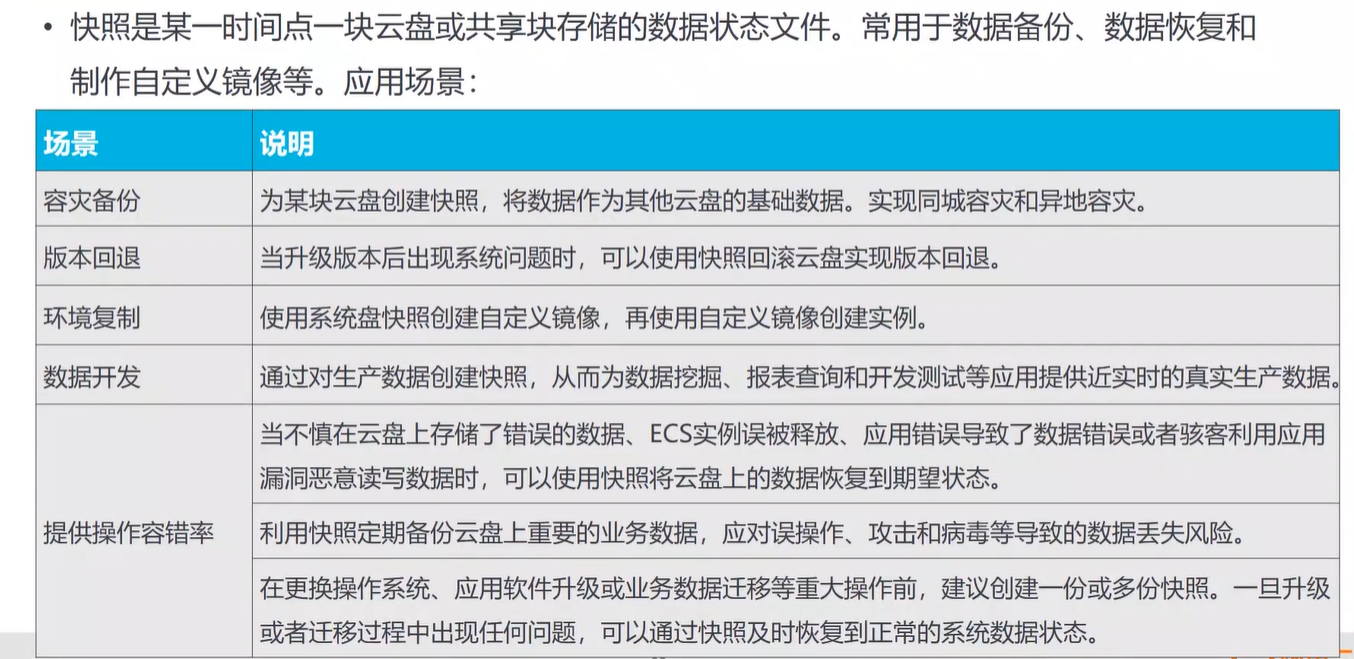 • 快照是某一时间点一块云盘或共享块存储的数据状态文件。常用于数据备份、数据恢复和
制作自定义镜像等。应用场景：
场景 说明
容灾备份 为某块云盘创建快照，将数据作为其他云盘的基础数据。实现同城容灾和异地容灾。
版本回退 当升级版本后出现系统问题时，可以使用快照回滚云盘实现版本回退。
环境复制 使用系统盘快照创建自定义镜像，再使用自定义镜像创建实例。
数据开发 通过对生产数据创建快照，从而为数据挖掘、报表查询和开发测试等应用提供近实时的真实生产数据。
提供操作容错率
当不慎在云盘上存储了错误的数据、ECS实例误被释放、应用错误导致了数据错误或者骇客利用应用
漏洞恶意读写数据时，可以使用快照将云盘上的数据恢复到期望状态。
利用快照定期备份云盘上重要的业务数据，应对误操作、攻击和病毒等导致的数据丢失风险。
在更换操作系统、应用软件升级或业务数据迁移等重大操作前，建议创建一份或多份快照。一旦升级
或者迁移过程中出现任何问题，可以通过快照及时恢复到正常的系统数据状态。